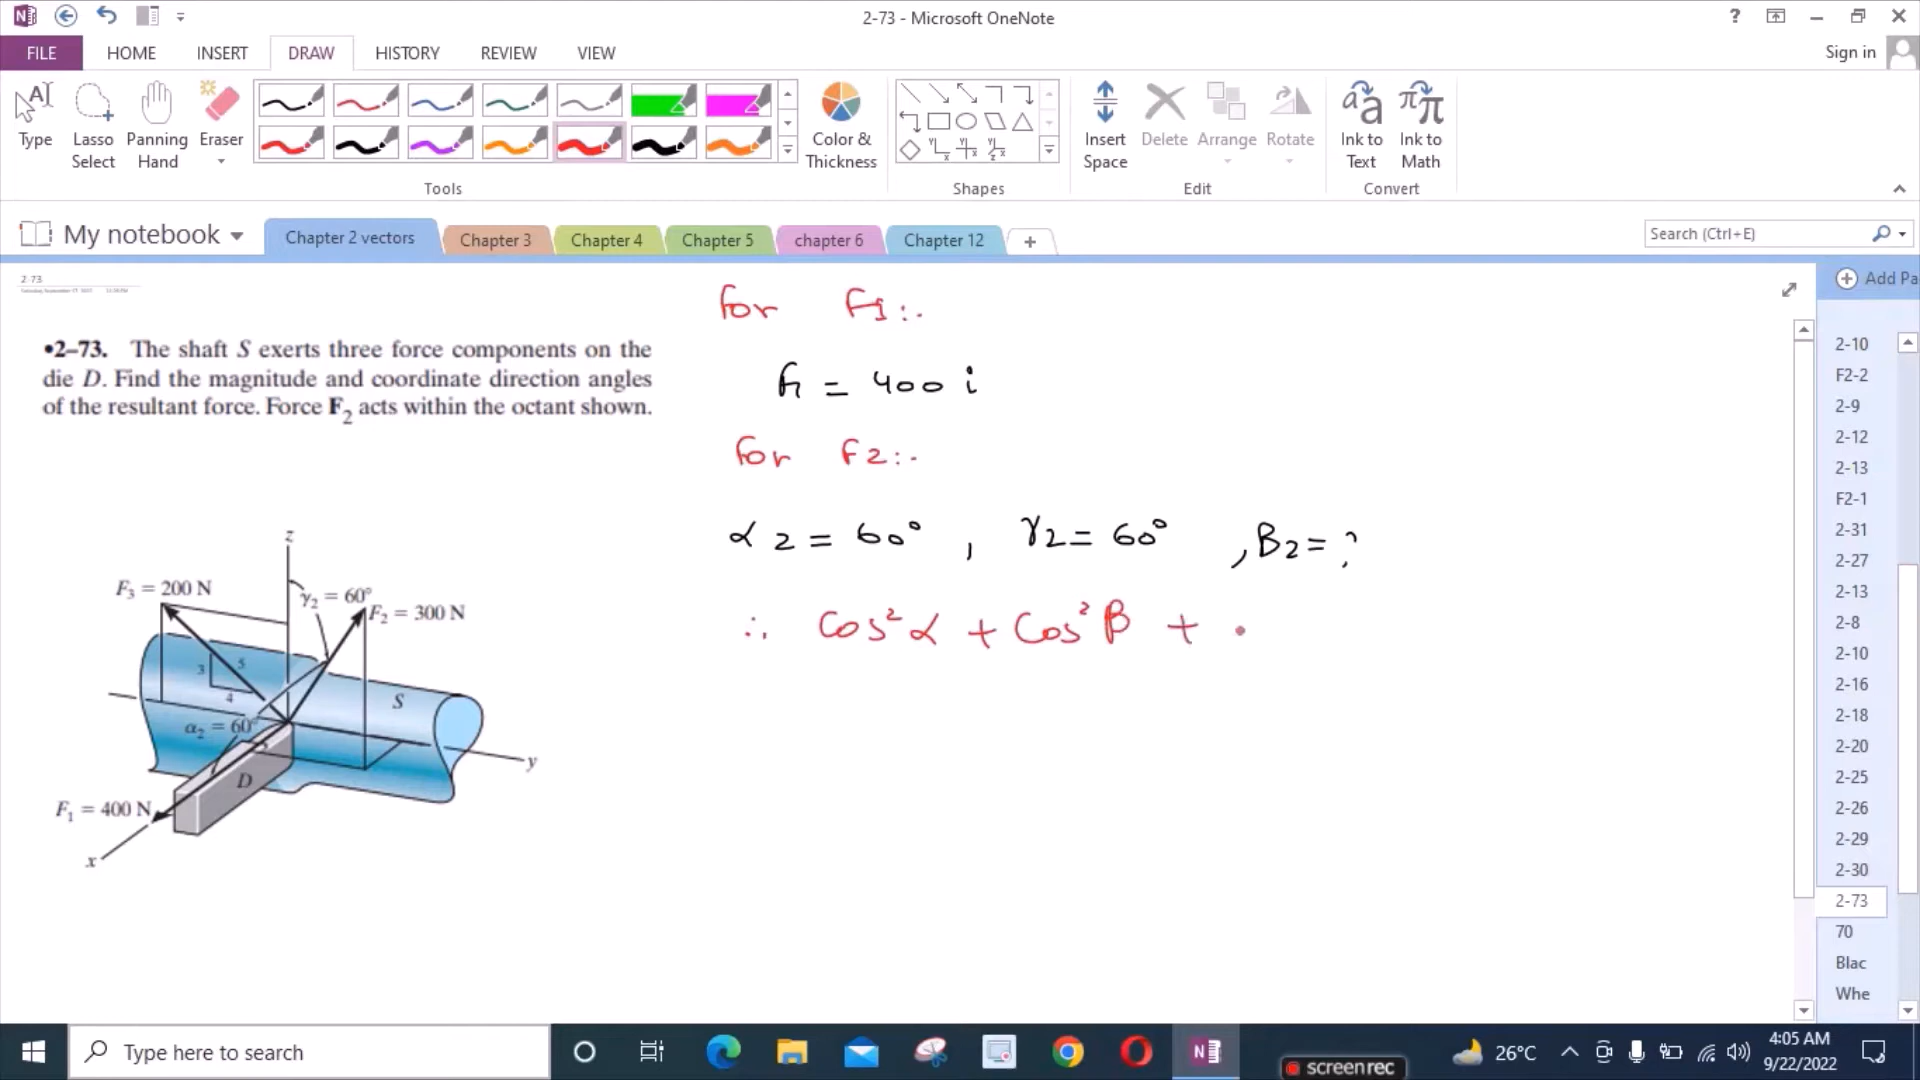 2-73 - Microsoft OneNote
?
FILE HOME INSERT DRAW HISTORY REVIEW VIEW
Sign in
Type
Lasso Select
Panning Hand
Eraser
Color & Thickness
Insert Space
Delete
Arrange
Rotate
Ink to Text
Ink to Math
Tools
Shapes
Edit
Convert
My notebook
Chapter 2 vectors
Chapter 3
Chapter 4
Chapter 5
chapter 6
Chapter 12
Search (Ctrl+E)
2-73
Add Pa
•2–73. The shaft S exerts three force components on the
die D. Find the magnitude and coordinate direction angles
of the resultant force. Force F₂ acts within the octant shown.
z
F₃ = 200 N
γ₂ = 60°
F₂ = 300 N
3
5
4
S
α₂ = 60°
y
D
F₁ = 400 N
x
for F1:.
F1 = 400 i
for F2:.
α2 = 60° , γ2 = 60° , B2 = ?
∴ Cos²α + Cos²β +
2-10
F2-2
2-9
2-12
2-13
F2-1
2-31
2-27
2-13
2-8
2-10
2-16
2-18
2-20
2-25
2-26
2-29
2-30
2-73
70
Blac
Whe
Type here to search
screenrec
26°C
4:05 AM
9/22/2022